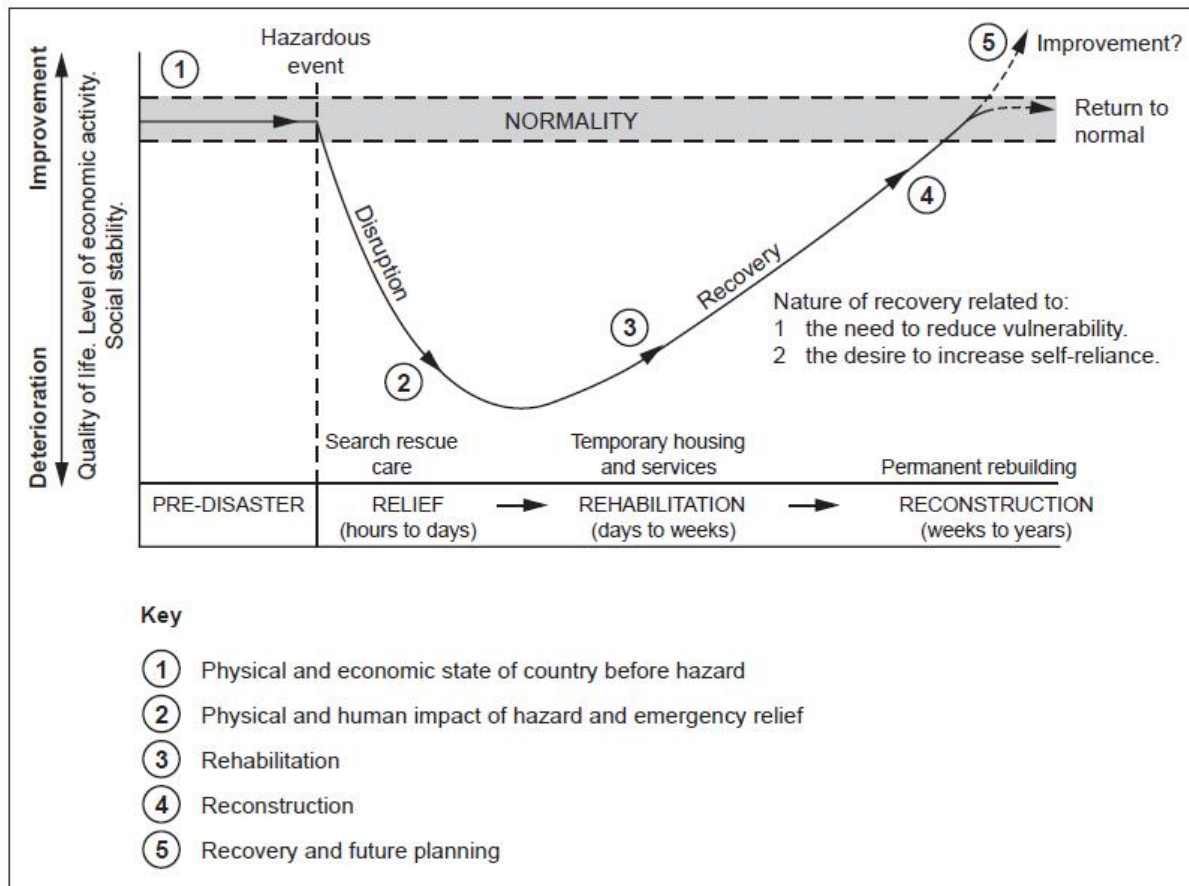 Improvement
Deterioration
Quality of life. Level of economic activity.
Social stability.
1
Hazardous
event
5
Improvement?
NORMALITY
Return to
normal
Disruption
4
Recovery
3
2
Nature of recovery related to:
1 the need to reduce vulnerability.
2 the desire to increase self-reliance.
Search rescue
care
Temporary housing
and services
Permanent rebuilding
PRE-DISASTER
RELIEF
(hours to days)
REHABILITATION
(days to weeks)
RECONSTRUCTION
(weeks to years)
Key
1 Physical and economic state of country before hazard
2 Physical and human impact of hazard and emergency relief
3 Rehabilitation
4 Reconstruction
5 Recovery and future planning